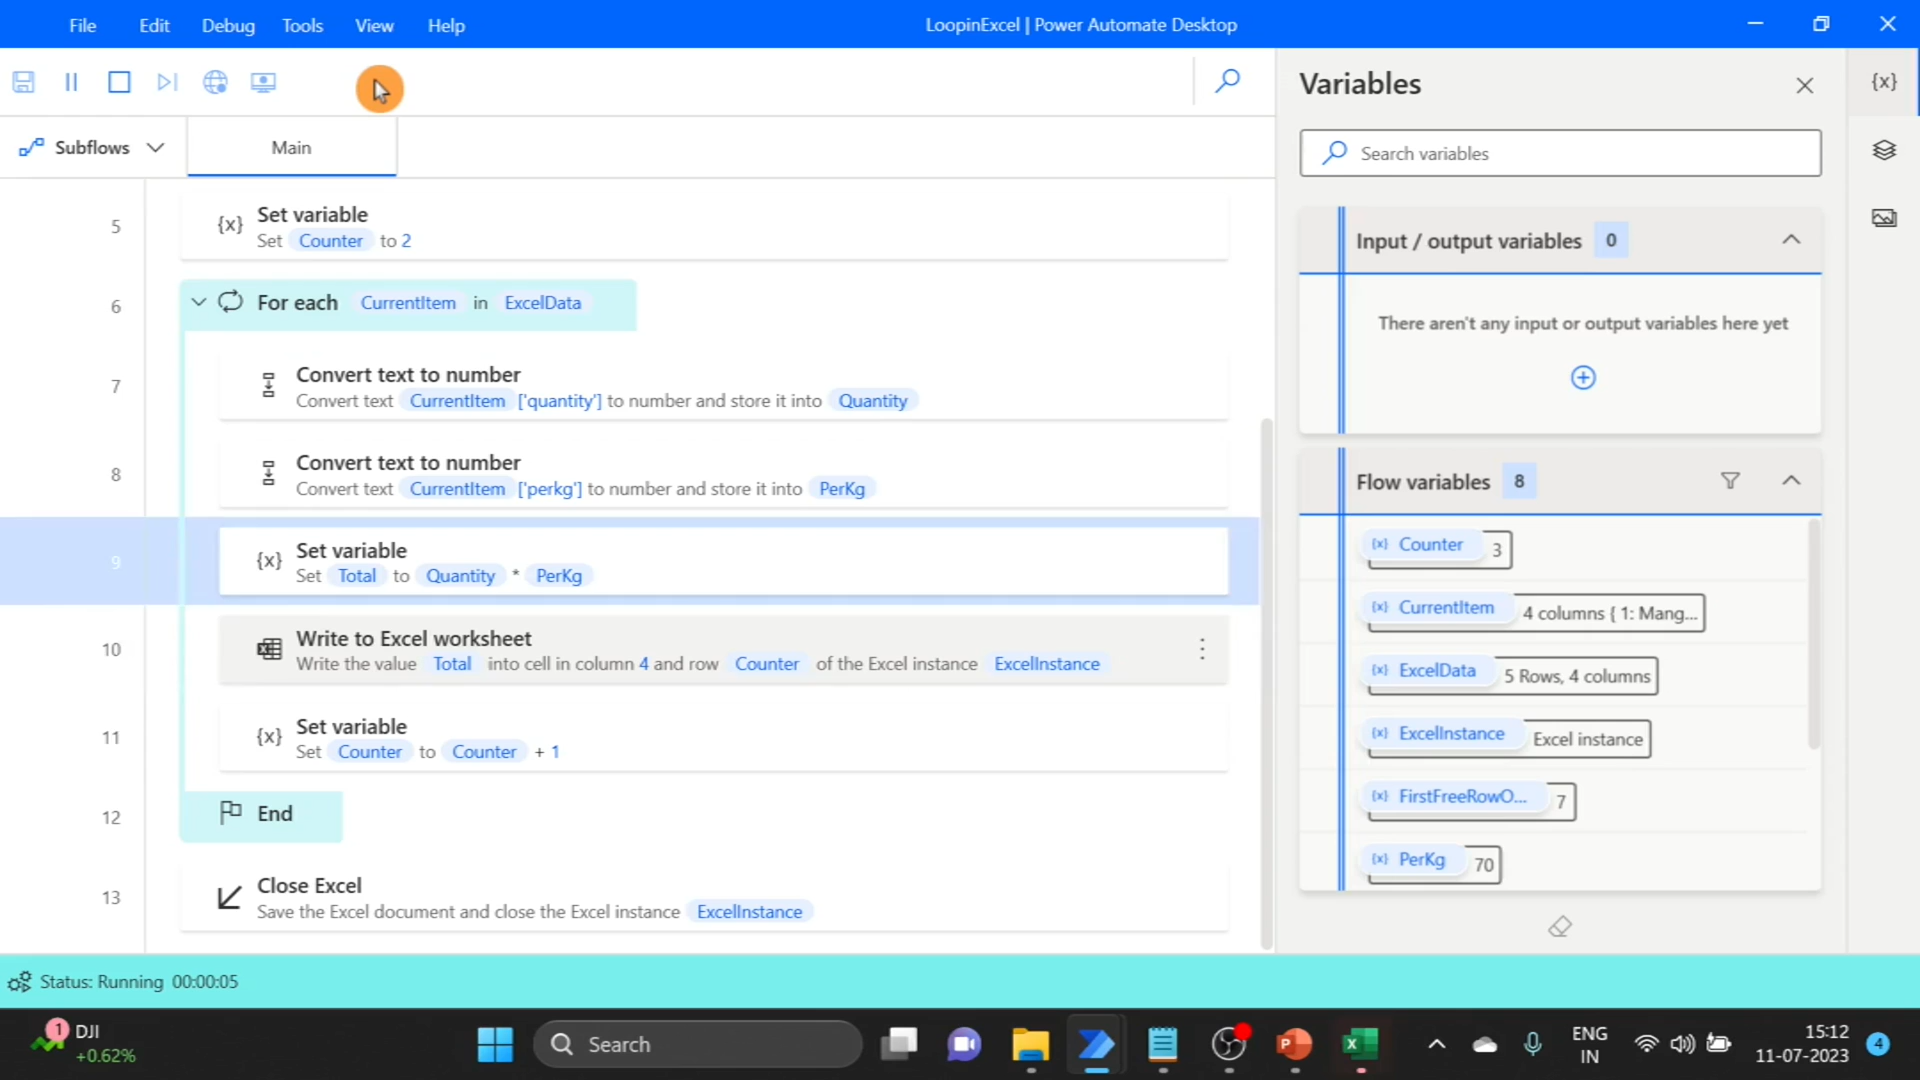 File Edit Debug Tools View Help LoopinExcel | Power Automate Desktop
Subflows Main
5 Set variable
Set Counter to 2
6 For each CurrentItem in ExcelData
7 Convert text to number
Convert text CurrentItem ['quantity'] to number and store it into Quantity
8 Convert text to number
Convert text CurrentItem ['perkg'] to number and store it into PerKg
9 Set variable
Set Total to Quantity * PerKg
10 Write to Excel worksheet
Write the value Total into cell in column 4 and row Counter of the Excel instance ExcelInstance
11 Set variable
Set Counter to Counter + 1
12 End
13 Close Excel
Save the Excel document and close the Excel instance ExcelInstance
Variables
{x}
Search variables
Input / output variables 0
There aren't any input or output variables here yet
Flow variables 8
{x} Counter 3
{x} CurrentItem 4 columns { 1: Mang...
{x} ExcelData 5 Rows, 4 columns
{x} ExcelInstance Excel instance
{x} FirstFreeRowO... 7
{x} PerKg 70
Status: Running 00:00:05
1 DJI
+0.62%
Search
ENG
IN
15:12
11-07-2023
4